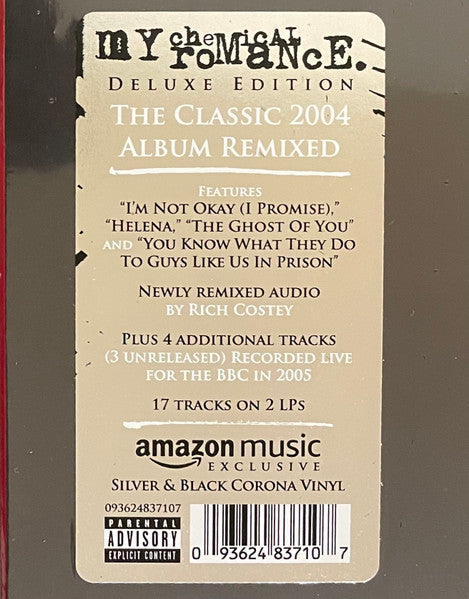 my chemical romance.
DELUXE EDITION
THE CLASSIC 2004
ALBUM REMIXED
FEATURES
“I’M NOT OKAY (I PROMISE),”
“HELENA,” “THE GHOST OF YOU”
AND “YOU KNOW WHAT THEY DO
TO GUYS LIKE US IN PRISON”
NEWLY REMIXED AUDIO
BY RICH COSTEY
PLUS 4 ADDITIONAL TRACKS
(3 UNRELEASED) RECORDED LIVE
FOR THE BBC IN 2005
17 TRACKS ON 2 LPS
amazon music
EXCLUSIVE
SILVER & BLACK CORONA VINYL
093624837107
PARENTAL
ADVISORY
EXPLICIT CONTENT
0 93624 83710 7